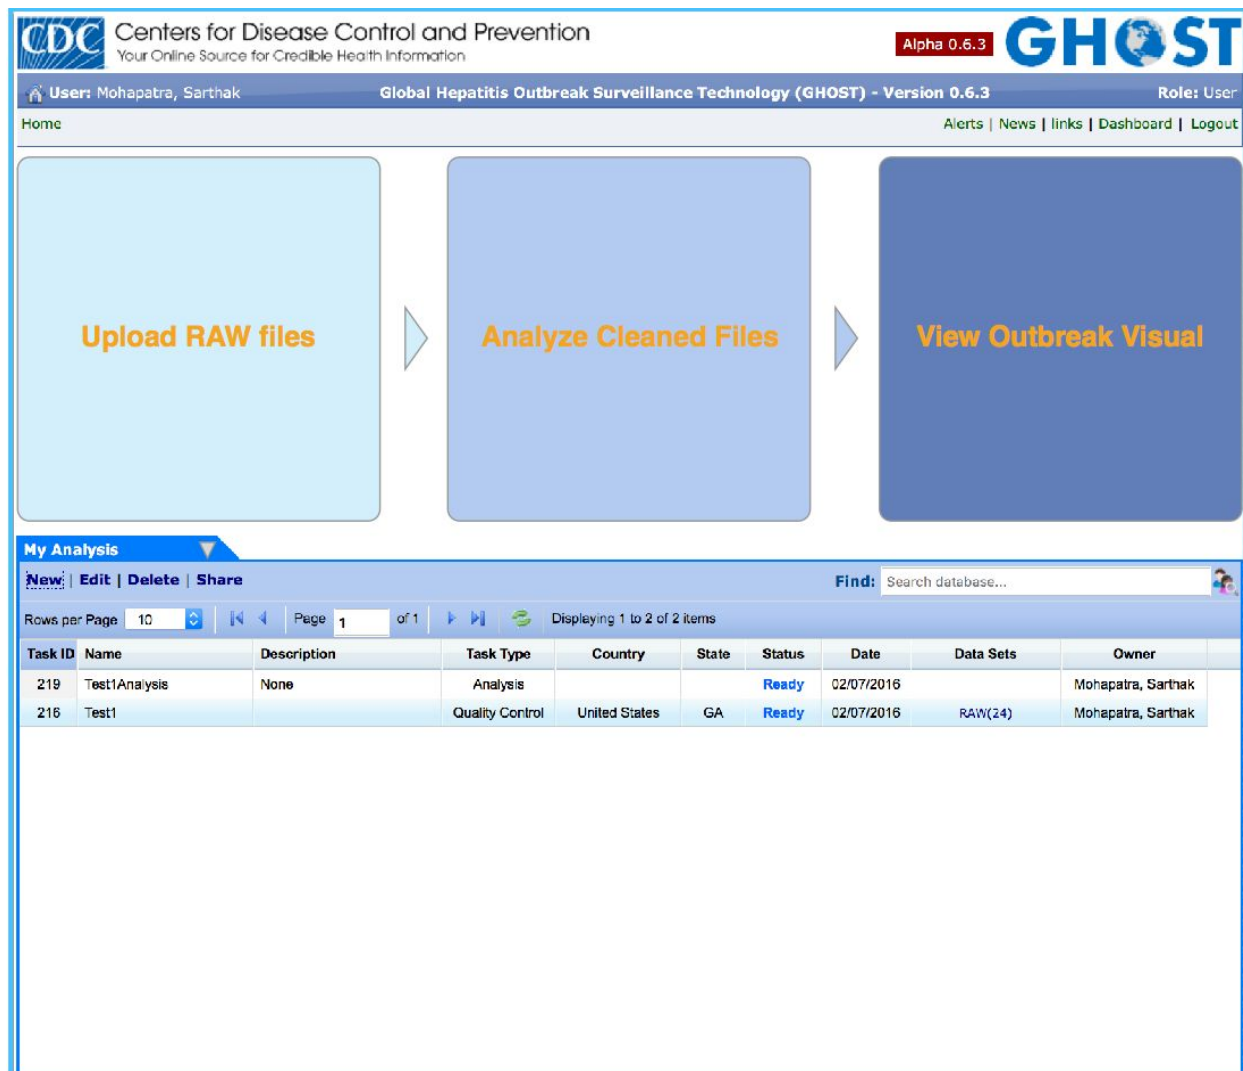 CDC Centers for Disease Control and Prevention
Your Online Source for Credible Health Information
Alpha 0.6.3 GHOST
User: Mohapatra, Sarthak Global Hepatitis Outbreak Surveillance Technology (GHOST) - Version 0.6.3 Role: User
Home Alerts | News | links | Dashboard | Logout
Upload RAW files Analyze Cleaned Files View Outbreak Visual
My Analysis
New | Edit | Delete | Share Find: Search database...
Rows per Page 10 Page 1 of 1 Displaying 1 to 2 of 2 items
Task ID Name Description Task Type Country State Status Date Data Sets Owner
219 Test1Analysis None Analysis Ready 02/07/2016 Mohapatra, Sarthak
216 Test1 Quality Control United States GA Ready 02/07/2016 RAW(24) Mohapatra, Sarthak